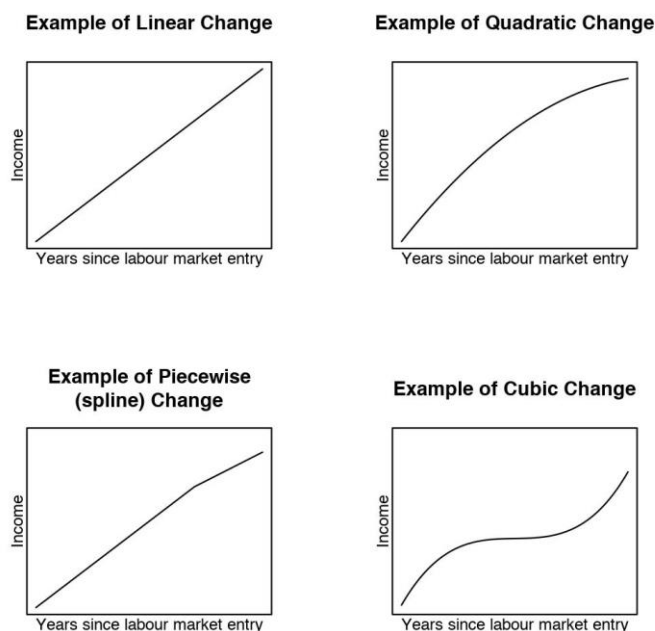 Example of Linear Change
Income
Years since labour market entry
Example of Quadratic Change
Income
Years since labour market entry
Example of Piecewise
(spline) Change
Income
Years since labour market entry
Example of Cubic Change
Income
Years since labour market entry